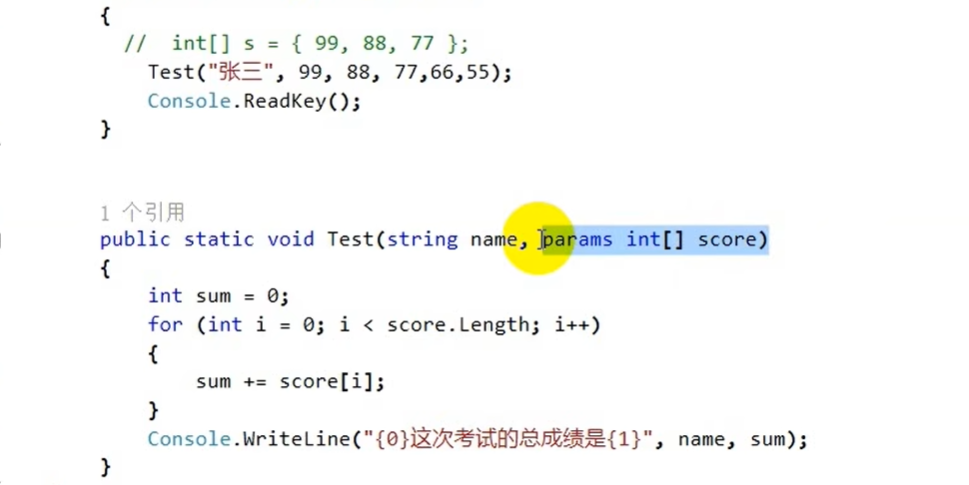 {
//  int[] s = { 99, 88, 77 };
Test("张三", 99, 88, 77,66,55);
Console.ReadKey();
}
1 个引用
public static void Test(string name, params int[] score)
{
int sum = 0;
for (int i = 0; i < score.Length; i++)
{
sum += score[i];
}
Console.WriteLine("{0}这次考试的总成绩是{1}", name, sum);
}